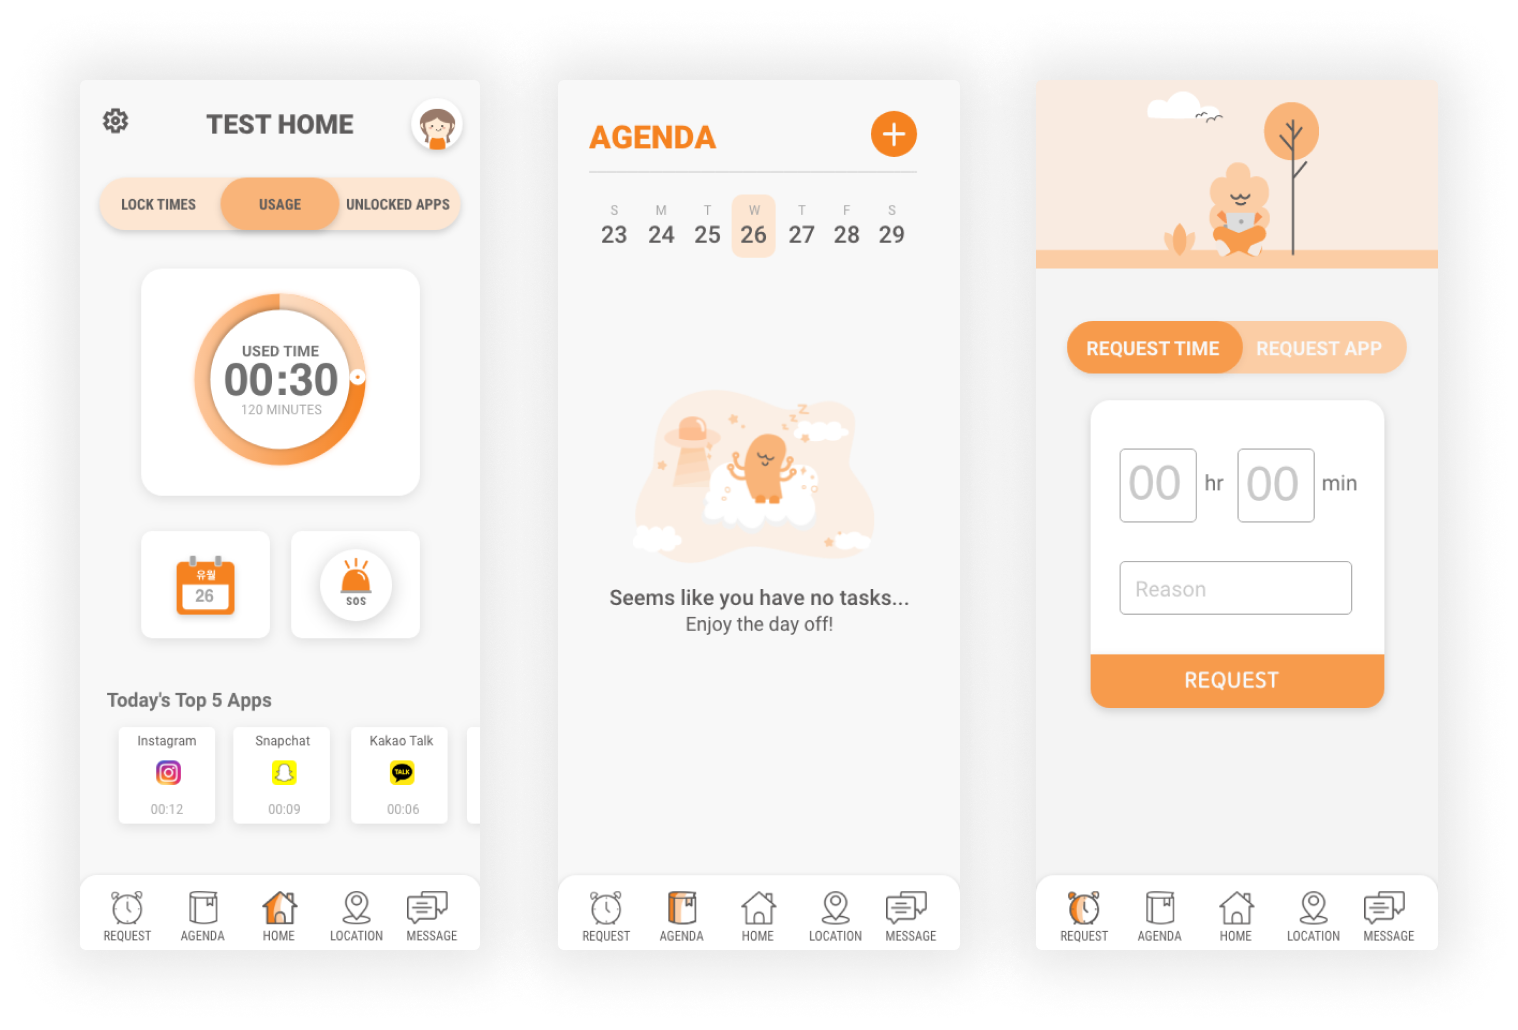 TEST HOME
LOCK TIMES USAGE UNLOCKED APPS
USED TIME
00:30
120 MINUTES
유월
26
SOS
Today's Top 5 Apps
Instagram Snapchat Kakao Talk
TALK
00:12 00:09 00:06
REQUEST AGENDA HOME LOCATION MESSAGE
AGENDA
S M T W T F S
23 24 25 26 27 28 29
z z z
Seems like you have no tasks...
Enjoy the day off!
REQUEST AGENDA HOME LOCATION MESSAGE
REQUEST TIME REQUEST APP
00 hr 00 min
Reason
REQUEST
REQUEST AGENDA HOME LOCATION MESSAGE